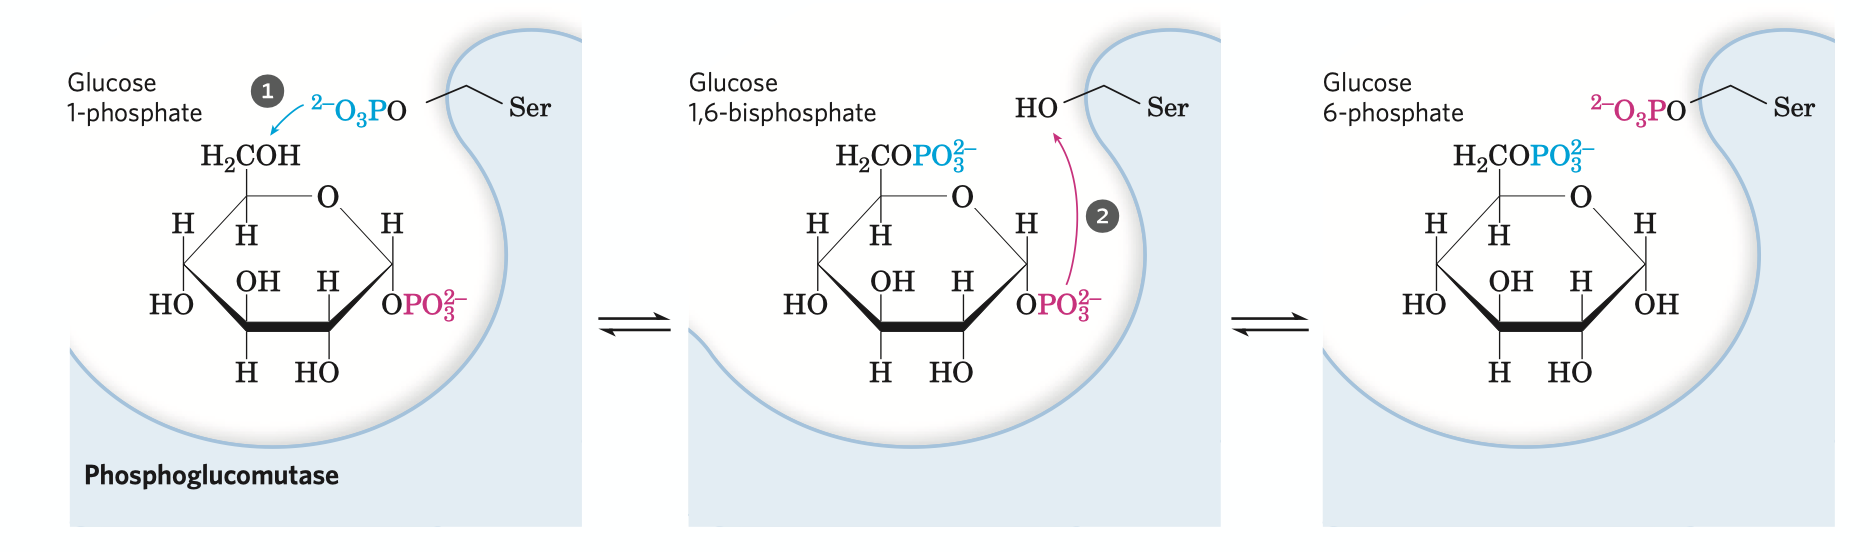 Glucose
1-phosphate
1
²⁻O₃PO
Ser
H₂COH
O
H
H
H
OH
H
HO
OPO₃²⁻
H
HO
Phosphoglucomutase
Glucose
1,6-bisphosphate
HO
Ser
H₂COPO₃²⁻
O
H
H
H
2
OH
H
HO
OPO₃²⁻
H
HO
Glucose
6-phosphate
²⁻O₃PO
Ser
H₂COPO₃²⁻
O
H
H
H
OH
H
HO
OH
H
HO